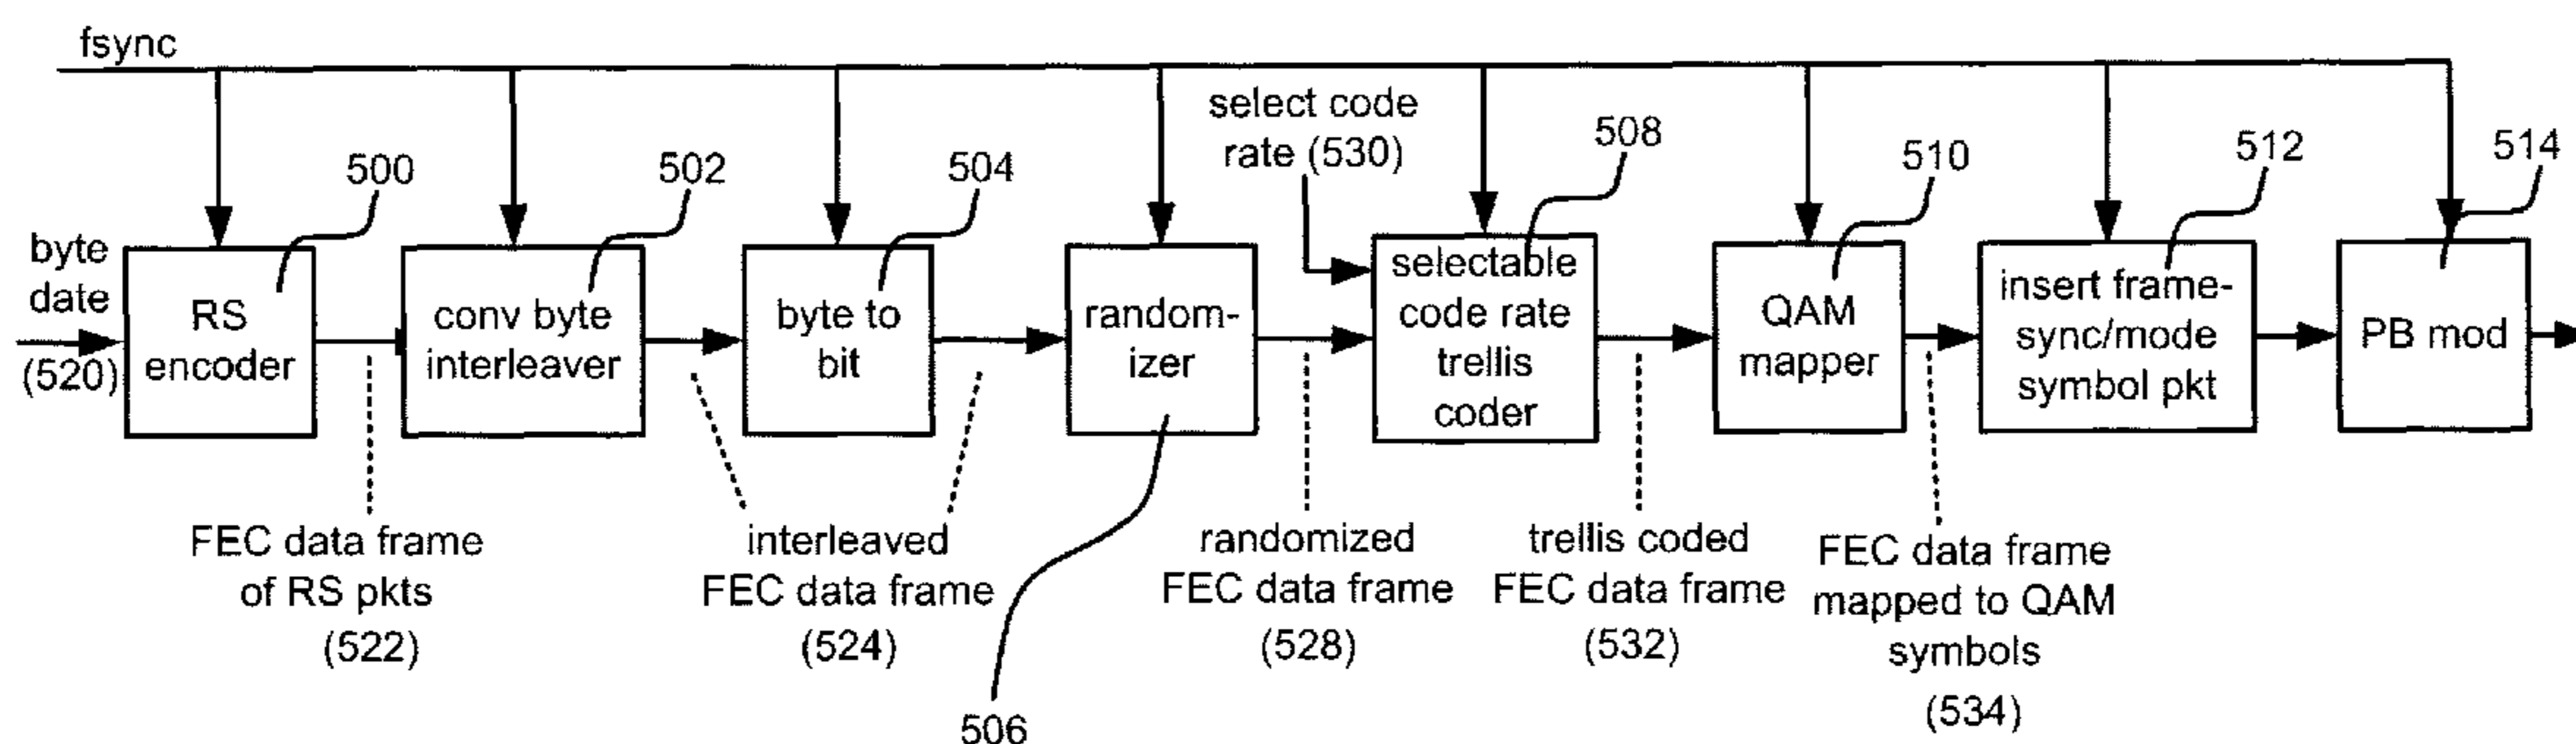 fsync
select code
rate (530)
500
502
504
508
510
512
514
byte
date
(520)
RS
encoder
conv byte
interleaver
byte to
bit
random-
izer
selectable
code rate
trellis
coder
QAM
mapper
insert frame-
sync/mode
symbol pkt
PB mod
FEC data frame
of RS pkts
(522)
interleaved
FEC data frame
(524)
506
randomized
FEC data frame
(528)
trellis coded
FEC data frame
(532)
FEC data frame
mapped to QAM
symbols
(534)